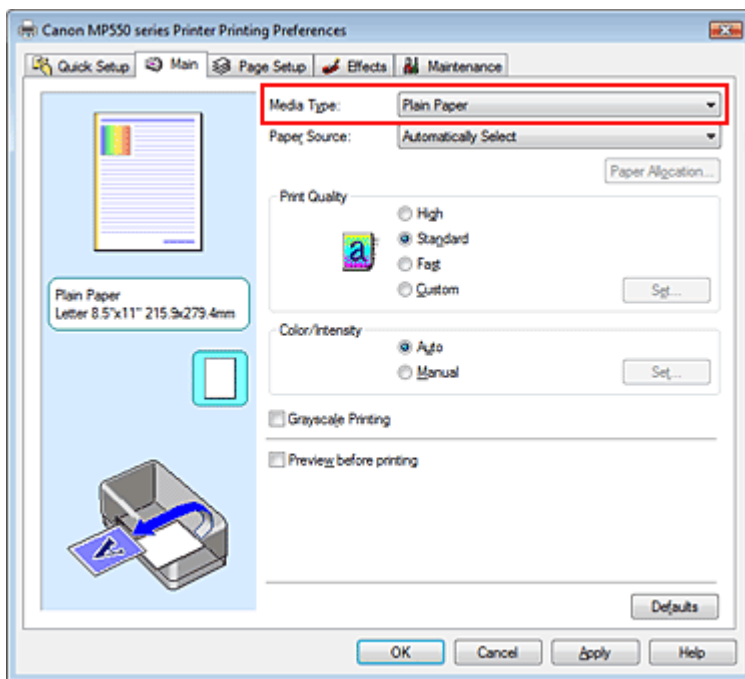 Canon MP550 series Printer Printing Preferences
Quick Setup Main Page Setup Effects Maintenance
Media Type: Plain Paper
Paper Source: Automatically Select
Paper Allocation...
Print Quality
High
Standard
Fast
Custom Set...
Plain Paper
Letter 8.5"x11" 215.9x279.4mm
Color/Intensity
Auto
Manual Set...
Grayscale Printing
Preview before printing
Defaults
OK Cancel Apply Help